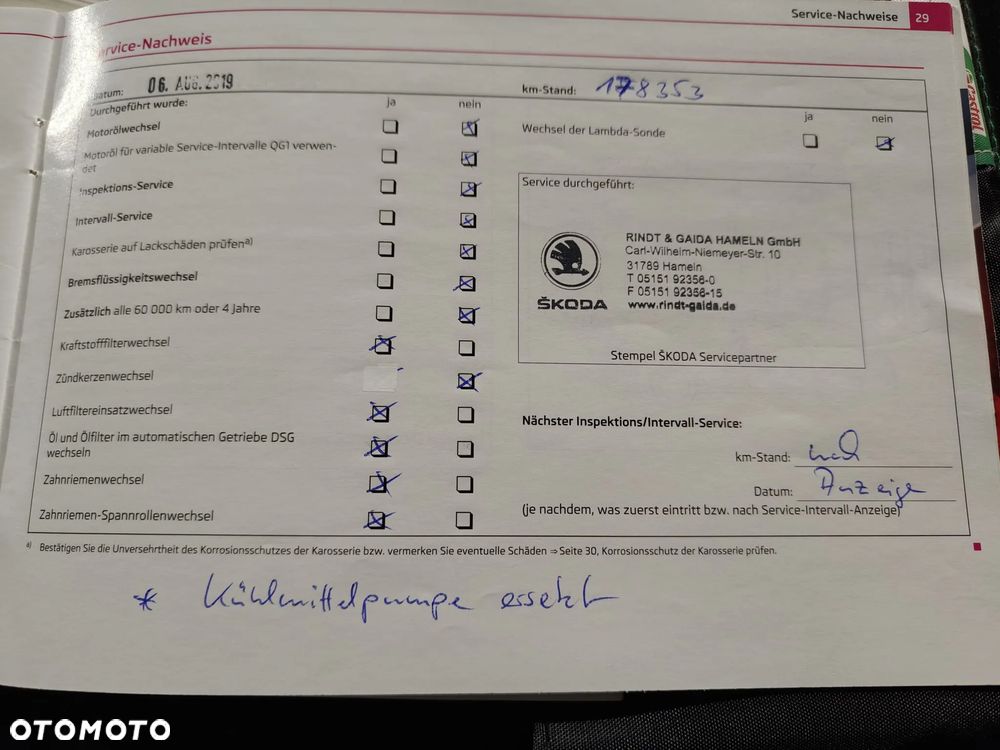 Service-Nachweise 29
Service-Nachweis
Datum: 06. AUG. 2019
km-Stand: 178353
Durchgeführt wurde:
ja nein
Motorölwechsel
Motoröl für variable Service-Intervalle QG1 verwen-
det
Inspektions-Service
Intervall-Service
Karosserie auf Lackschäden prüfen a)
Bremsflüssigkeitswechsel
Zusätzlich alle 60 000 km oder 4 Jahre
Kraftstofffilterwechsel
Zündkerzenwechsel
Luftfiltereinsatzwechsel
Öl und Ölfilter im automatischen Getriebe DSG
wechseln
Zahnriemenwechsel
Zahnriemen-Spannrollenwechsel
ja nein
Wechsel der Lambda-Sonde
Service durchgeführt:
ŠKODA
RINDT & GAIDA HAMELN GmbH
Carl-Wilhelm-Niemeyer-Str. 10
31789 Hameln
T 05151 92356-0
F 05151 92356-15
www.rindt-gaida.de
Stempel ŠKODA Servicepartner
Nächster Inspektions/Intervall-Service:
km-Stand: nach
Datum: Anzeige
(je nachdem, was zuerst eintritt bzw. nach Service-Intervall-Anzeige)
a) Bestätigen Sie die Unversehrtheit des Korrosionsschutzes der Karosserie bzw. vermerken Sie eventuelle Schäden ⇒ Seite 30, Korrosionsschutz der Karosserie prüfen.
* Kühlmittelpumpe ersetzt
Castrol
OTOMOTO